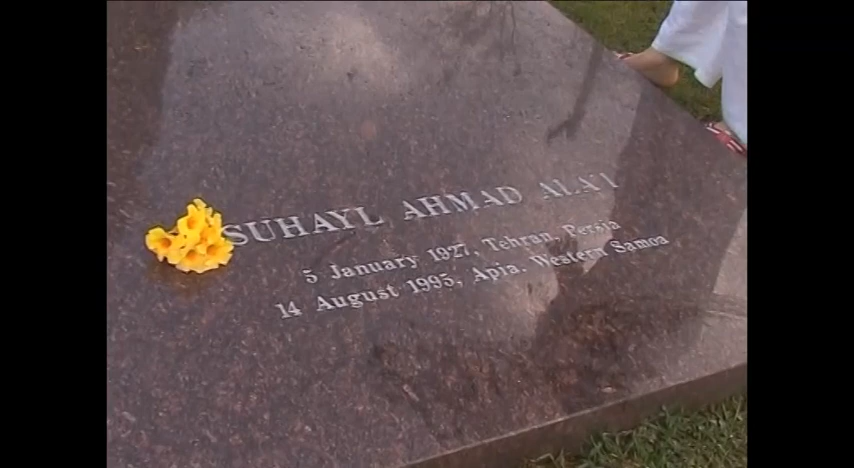 SUHAYL AHMAD ALA'I
5 January 1927, Tehran. Persia
14 August 1995, Apia. Western Samoa